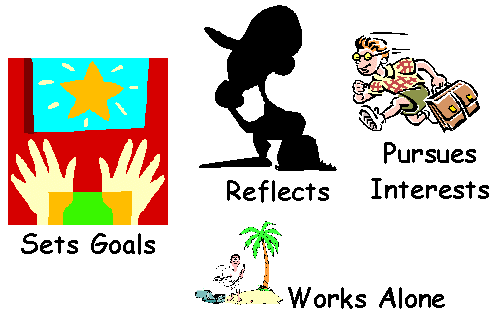 Sets Goals
Reflects
Pursues
Interests
Works Alone